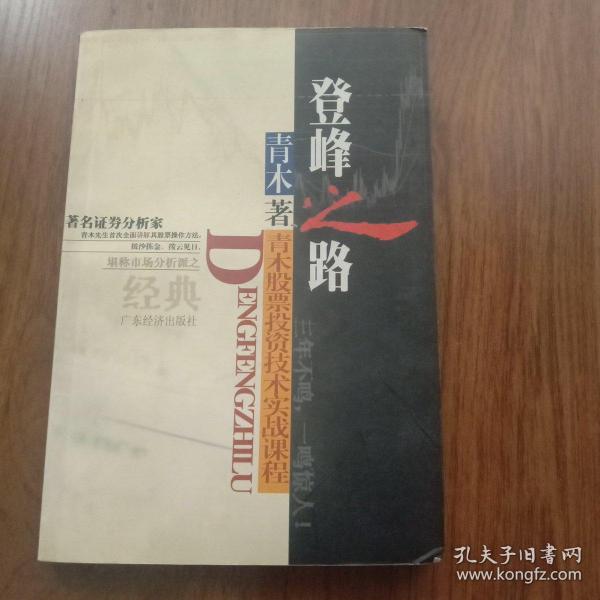 登峰之路
青木 著
青木股票投资技术实战课程
DENGFENGZHILU
三年不鸣，一鸣惊人！
著名证券分析家
青木先生首次全面讲解其股票操作方法，
披沙拣金、拨云见日，
堪称市场分析派之
经典
广东经济出版社
孔夫子旧书网
www.kongfz.com